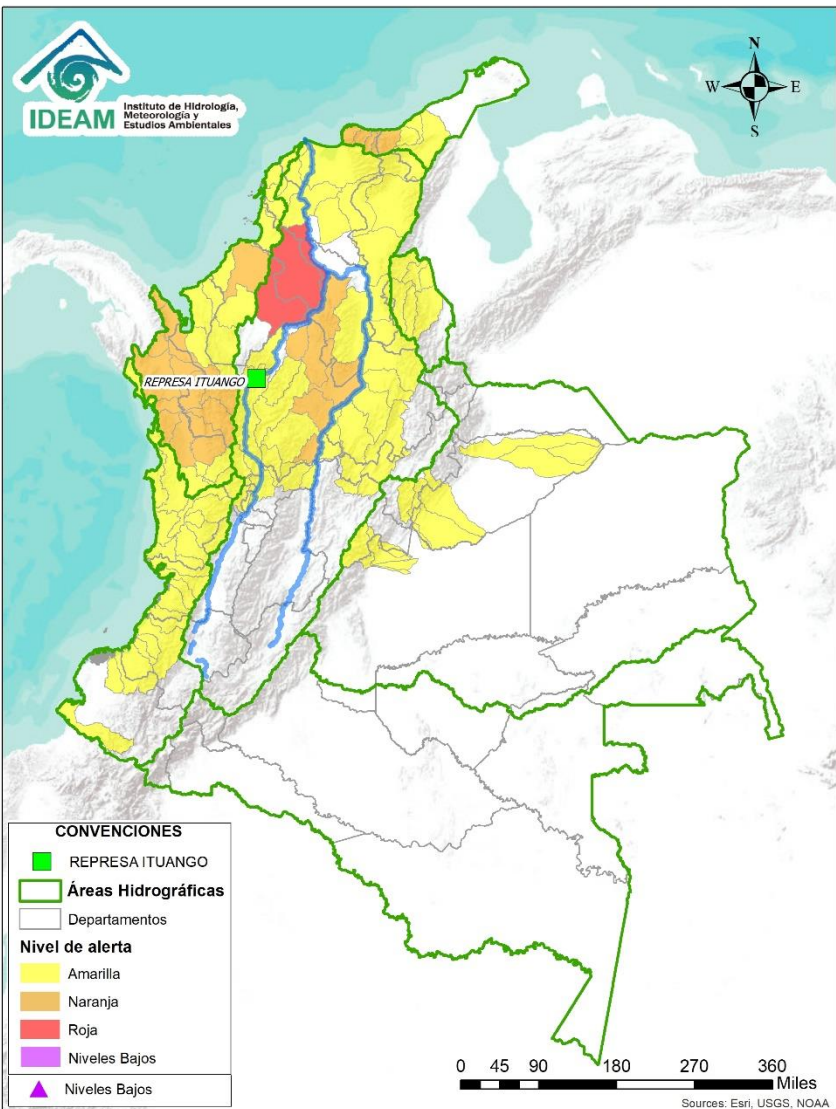 IDEAM
Instituto de Hidrología,
Meteorología y
Estudios Ambientales
N
W
E
S
REPRESA ITUANGO
CONVENCIONES
REPRESA ITUANGO
Áreas Hidrográficas
Departamentos
Nivel de alerta
Amarilla
Naranja
Roja
Niveles Bajos
Niveles Bajos
0 45 90 180 270 360
Miles
Sources: Esri, USGS, NOAA